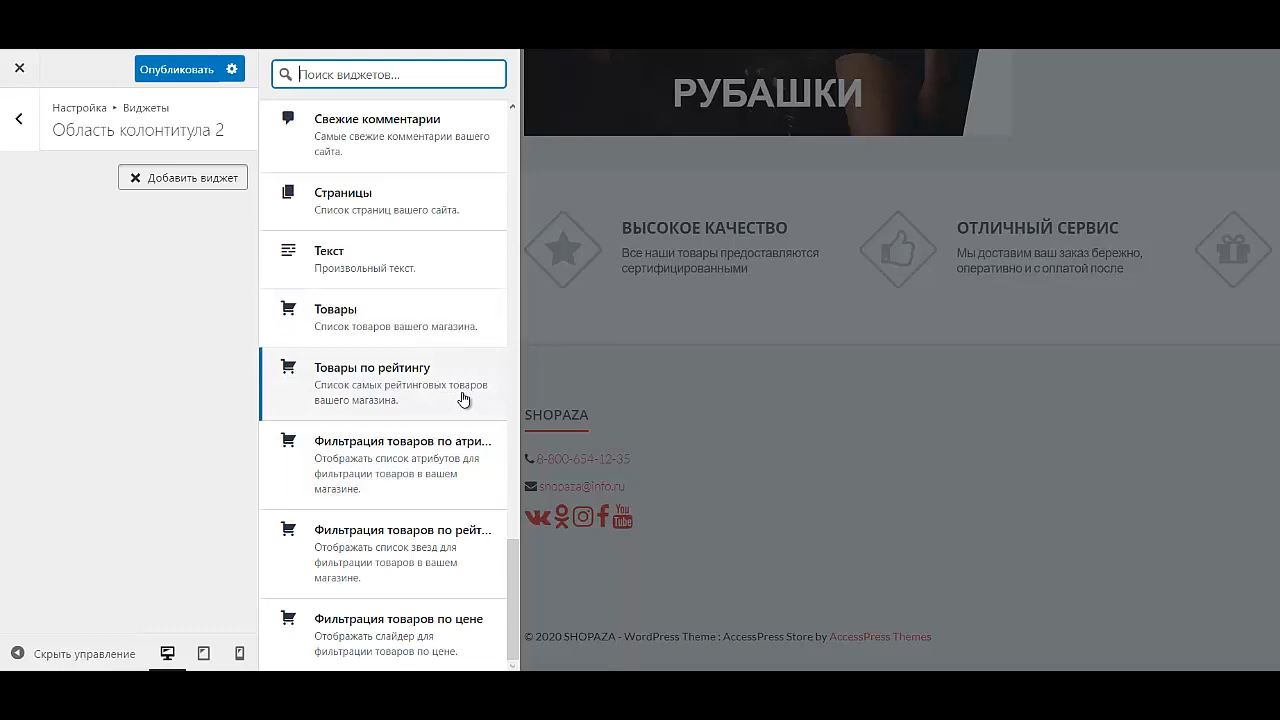 Опубликовать
Настройка ▸ Виджеты
Область колонтитула 2
Добавить виджет
Скрыть управление
Поиск виджетов...
Свежие комментарии
Самые свежие комментарии вашего
сайта.
Страницы
Список страниц вашего сайта.
Текст
Произвольный текст.
Товары
Список товаров вашего магазина.
Товары по рейтингу
Список самых рейтинговых товаров
вашего магазина.
Фильтрация товаров по атри...
Отображать список атрибутов для
фильтрации товаров в вашем
магазине.
Фильтрация товаров по рейт...
Отображать список звезд для
фильтрации товаров в вашем
магазине.
Фильтрация товаров по цене
Отображать слайдер для
фильтрации товаров по цене.
РУБАШКИ
ВЫСОКОЕ КАЧЕСТВО
Все наши товары предоставляются
сертифицированными
ОТЛИЧНЫЙ СЕРВИС
Мы доставим ваш заказ бережно,
оперативно и с оплатой после
SHOPAZA
8-800-654-12-35
shopaza@info.ru
You Tube
© 2020 SHOPAZA - WordPress Theme : AccessPress Store by AccessPress Themes